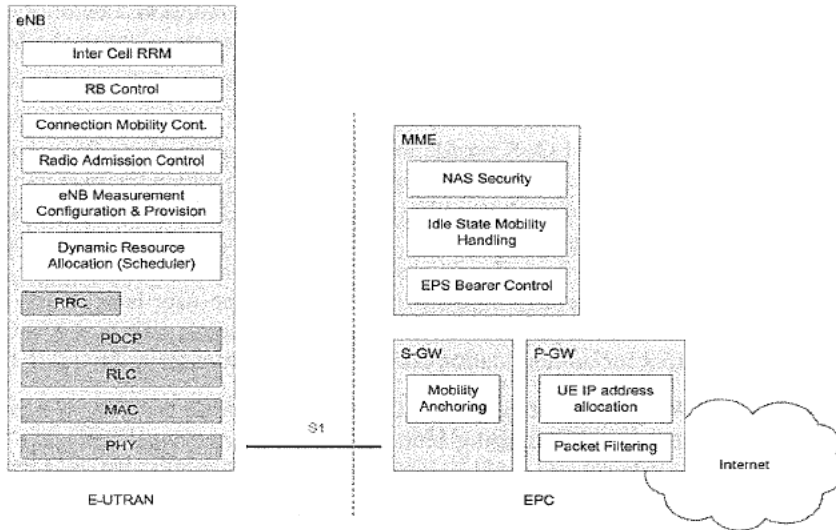 eNB
Inter Cell RRM
RB Control
Connection Mobility Cont.
Radio Admission Control
eNB Measurement
Configuration & Provision
Dynamic Resource
Allocation (Scheduler)
RRC
PDCP
RLC
MAC
PHY
S1
MME
NAS Security
Idle State Mobility
Handling
EPS Bearer Control
S-GW
Mobility
Anchoring
P-GW
UE IP address
allocation
Packet Filtering
Internet
E-UTRAN
EPC